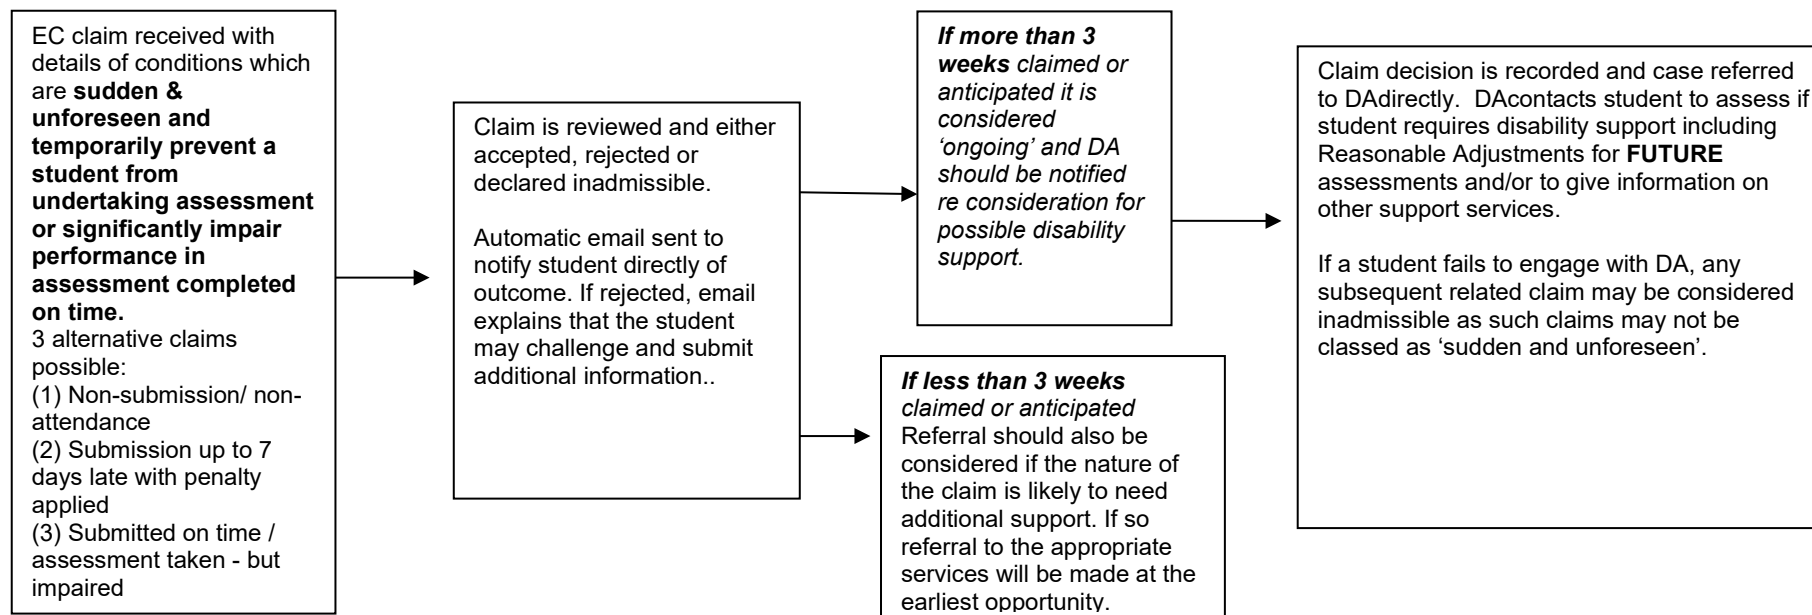 EC claim received with
details of conditions which
are sudden &
unforeseen and
temporarily prevent a
student from
undertaking assessment
or significantly impair
performance in
assessment completed
on time.
3 alternative claims
possible:
(1) Non-submission/ non-
attendance
(2) Submission up to 7
days late with penalty
applied
(3) Submitted on time /
assessment taken - but
impaired
Claim is reviewed and either
accepted, rejected or
declared inadmissible.
Automatic email sent to
notify student directly of
outcome. If rejected, email
explains that the student
may challenge and submit
additional information..
If more than 3
weeks claimed or
anticipated it is
considered
‘ongoing’ and DA
should be notified
re consideration for
possible disability
support.
If less than 3 weeks
claimed or anticipated
Referral should also be
considered if the nature of
the claim is likely to need
additional support. If so
referral to the appropriate
services will be made at the
earliest opportunity.
Claim decision is recorded and case referred
to DAdirectly.  DAcontacts student to assess if
student requires disability support including
Reasonable Adjustments for FUTURE
assessments and/or to give information on
other support services.
If a student fails to engage with DA, any
subsequent related claim may be considered
inadmissible as such claims may not be
classed as ‘sudden and unforeseen’.